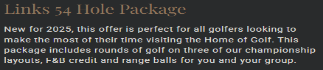 Links 54 Hole Package
New for 2025, this offer is perfect for all golfers looking to
make the most of their time visiting the Home of Golf. This
package includes rounds of golf on three of our championship
layouts, F&B credit and range balls for you and your group.